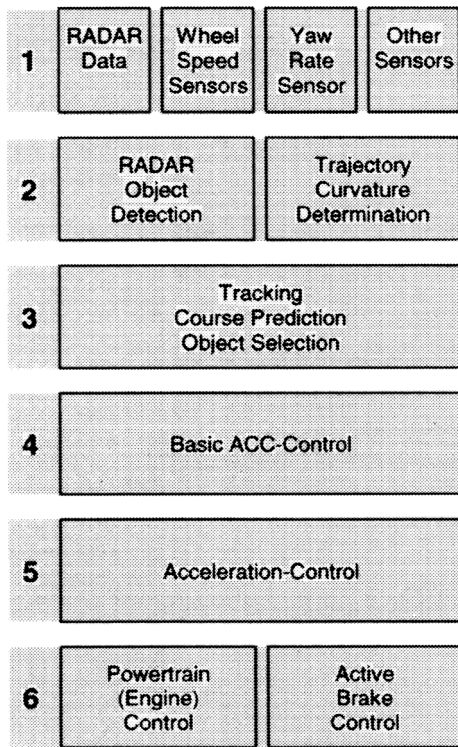 1
RADAR
Data
Wheel
Speed
Sensors
Yaw
Rate
Sensor
Other
Sensors
2
RADAR
Object
Detection
Trajectory
Curvature
Determination
3
Tracking
Course Prediction
Object Selection
4
Basic ACC-Control
5
Acceleration-Control
6
Powertrain
(Engine)
Control
Active
Brake
Control